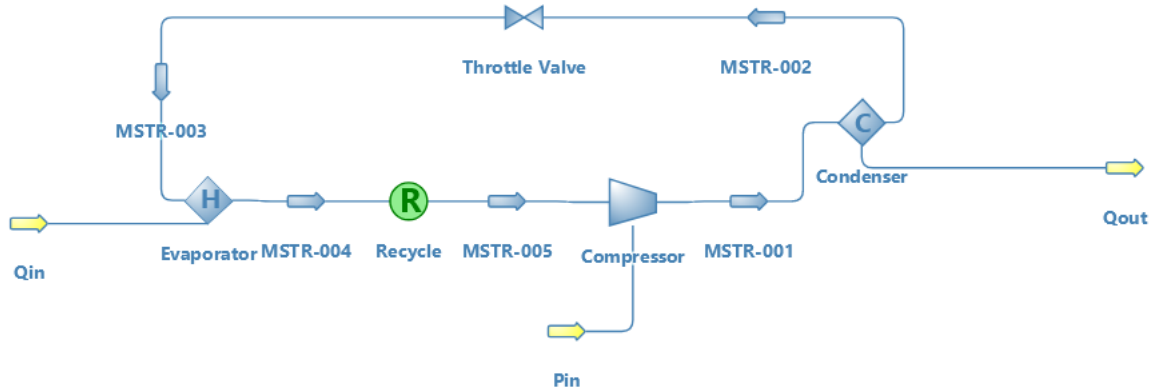 Throttle Valve
MSTR-002
MSTR-003
C
Condenser
H
R
Qout
Evaporator
MSTR-004
Recycle
MSTR-005
Compressor
MSTR-001
Qin
Pin